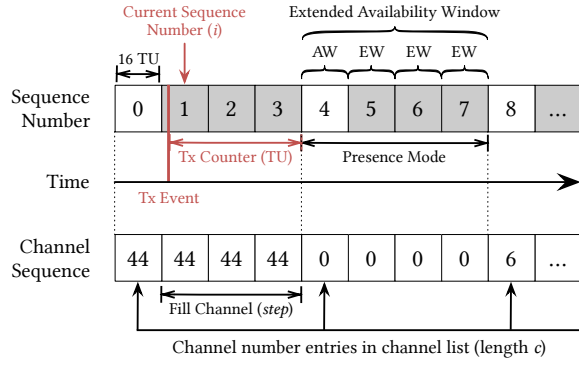 Current Sequence
Number (i)
Extended Availability Window
16 TU
AW EW EW EW
Sequence
Number
0 1 2 3 4 5 6 7 8 ...
Tx Counter (TU)
Presence Mode
Time
Tx Event
Channel
Sequence
44 44 44 44 0 0 0 0 6 ...
Fill Channel (step)
Channel number entries in channel list (length c)